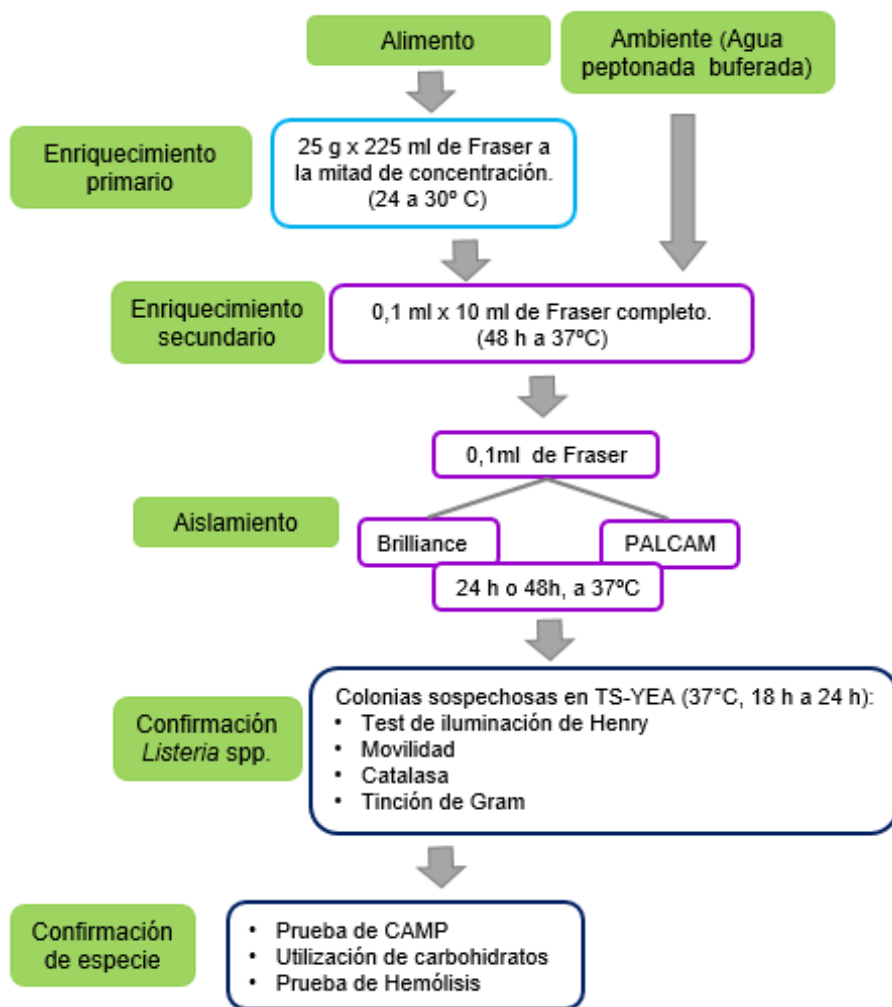 Alimento
Ambiente (Agua
peptonada buferada)
Enriquecimiento
primario
25 g x 225 ml de Fraser a
la mitad de concentración.
(24 a 30º C)
Enriquecimiento
secundario
0,1 ml x 10 ml de Fraser completo.
(48 h a 37ºC)
0,1ml de Fraser
Aislamiento
Brilliance
PALCAM
24 h o 48h, a 37ºC
Confirmación
Listeria spp.
Colonias sospechosas en TS-YEA (37°C, 18 h a 24 h):
• Test de iluminación de Henry
• Movilidad
• Catalasa
• Tinción de Gram
Confirmación
de especie
• Prueba de CAMP
• Utilización de carbohidratos
• Prueba de Hemólisis